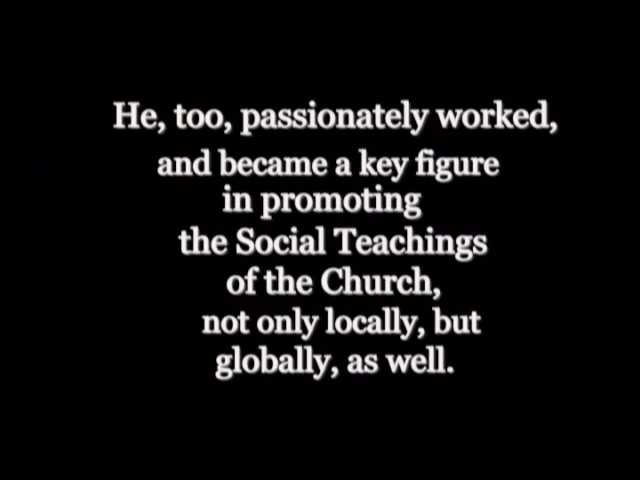 He, too, passionately worked,
and became a key figure
in promoting
the Social Teachings
of the Church,
not only locally, but
globally, as well.